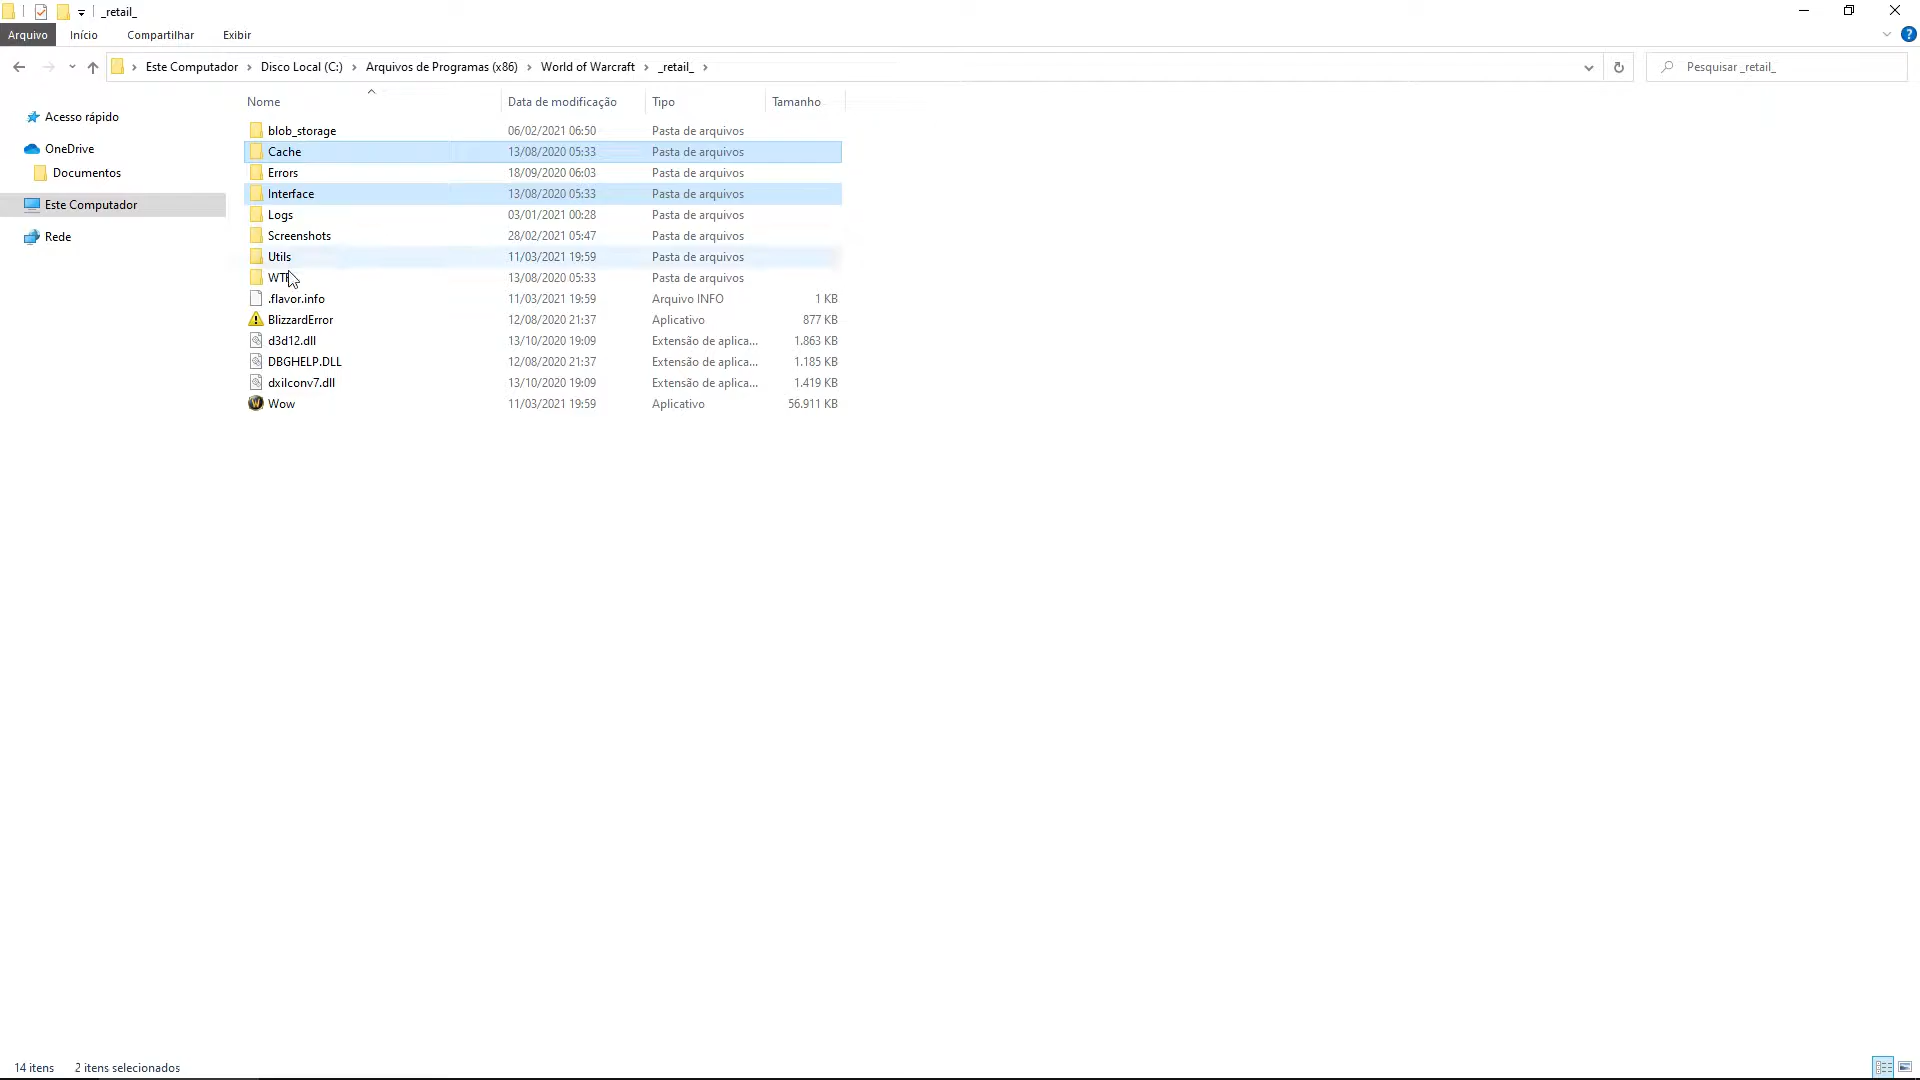 _retail_
Arquivo Início Compartilhar Exibir
Este Computador Disco Local (C:) Arquivos de Programas (x86) World of Warcraft _retail_ Pesquisar _retail_
Nome Data de modificação Tipo Tamanho
Acesso rápido
OneDrive
Documentos
Este Computador
Rede
blob_storage 06/02/2021 06:50 Pasta de arquivos
Cache 13/08/2020 05:33 Pasta de arquivos
Errors 18/09/2020 06:03 Pasta de arquivos
Interface 13/08/2020 05:33 Pasta de arquivos
Logs 03/01/2021 00:28 Pasta de arquivos
Screenshots 28/02/2021 05:47 Pasta de arquivos
Utils 11/03/2021 19:59 Pasta de arquivos
WTF 13/08/2020 05:33 Pasta de arquivos
.flavor.info 11/03/2021 19:59 Arquivo INFO 1 KB
BlizzardError 12/08/2020 21:37 Aplicativo 877 KB
d3d12.dll 13/10/2020 19:09 Extensão de aplica... 1.863 KB
DBGHELP.DLL 12/08/2020 21:37 Extensão de aplica... 1.185 KB
dxilconv7.dll 13/10/2020 19:09 Extensão de aplica... 1.419 KB
Wow 11/03/2021 19:59 Aplicativo 56.911 KB
14 itens 2 itens selecionados